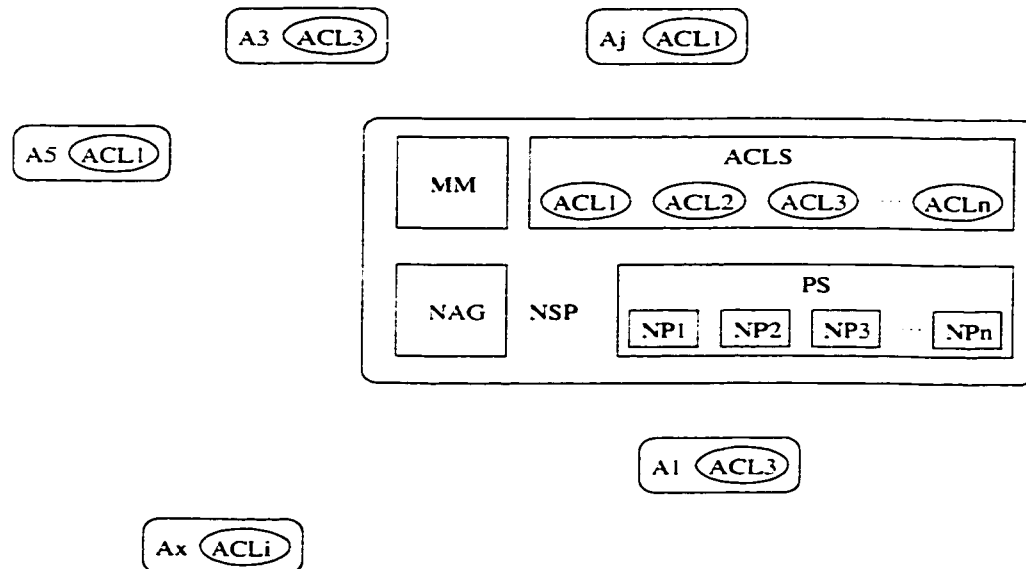 A3 ACL3
Aj ACL1
A5 ACL1
MM
ACLS
ACL1 ACL2 ACL3 ... ACLn
NAG
NSP
PS
NP1 NP2 NP3 ... NPn
A1 ACL3
Ax ACLi